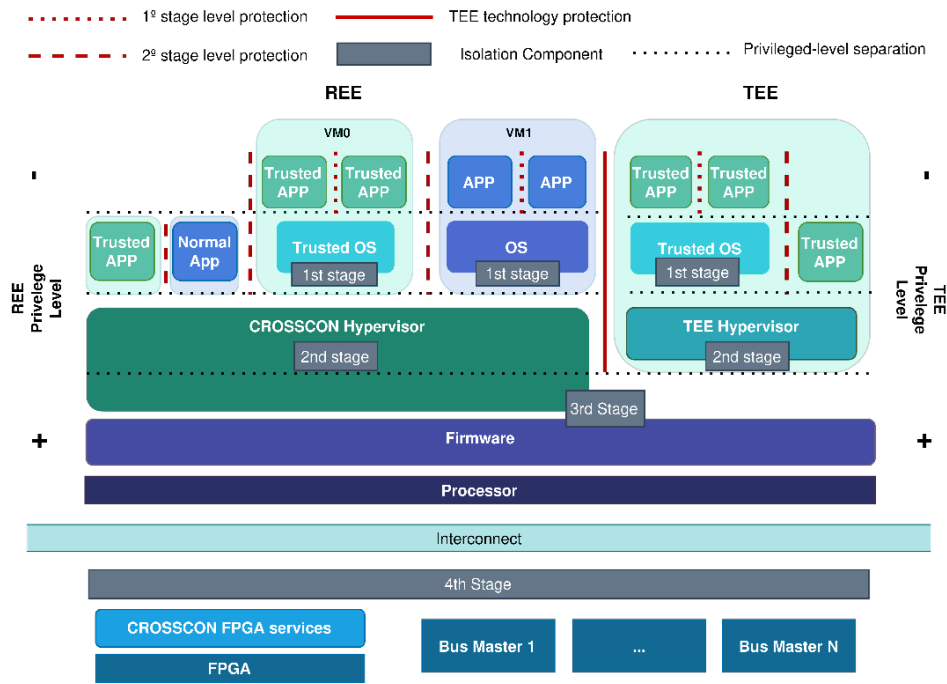 1º stage level protection
TEE technology protection
2º stage level protection
Isolation Component
Privileged-level separation
REE
TEE
VM0
VM1
-
-
Trusted
APP
Trusted
APP
APP
APP
Trusted
APP
Trusted
APP
Trusted
APP
Normal
App
Trusted OS
1st stage
OS
1st stage
Trusted OS
1st stage
Trusted
APP
REE
Privelege
Level
TEE
Privelege
Level
CROSSCON Hypervisor
2nd stage
TEE Hypervisor
2nd stage
3rd Stage
+
+
Firmware
Processor
Interconnect
4th Stage
CROSSCON FPGA services
FPGA
Bus Master 1
...
Bus Master N